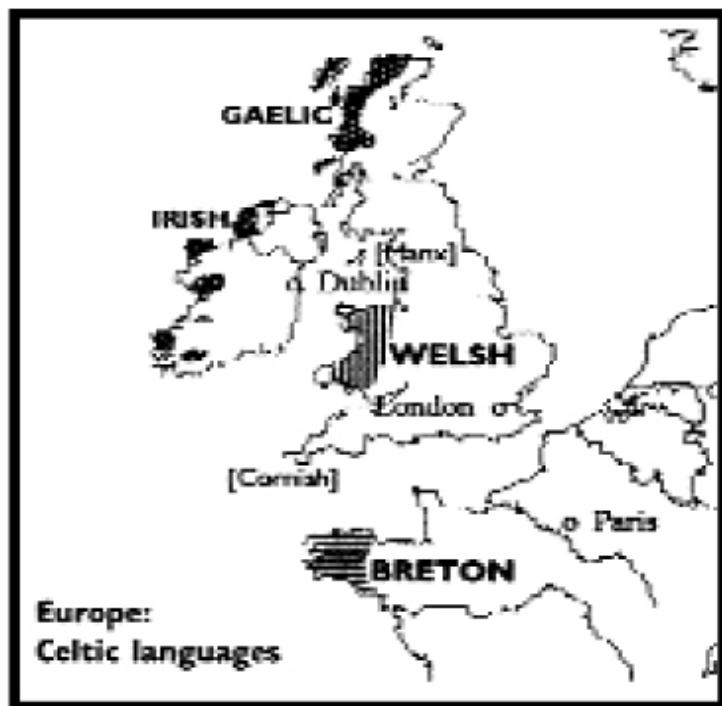 GAELIC
IRISH
[Manx]
Dublin
WELSH
London
[Cornish]
Paris
BRETON
Europe:
Celtic languages